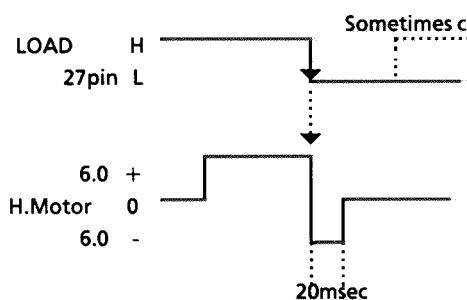 Sometimes c
LOAD H
27pin L
6.0 +
H.Motor 0
6.0 -
20msec